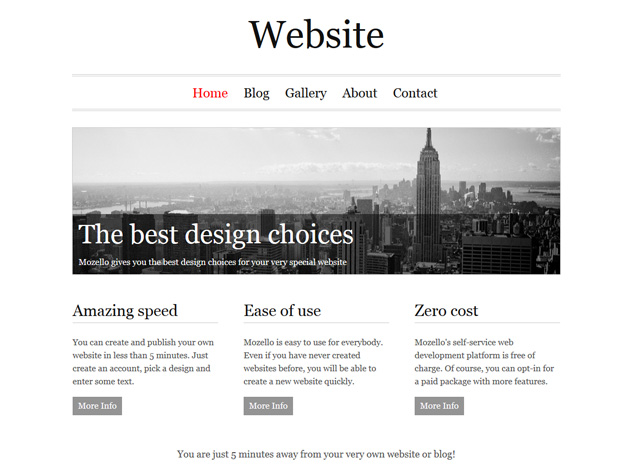 Website
Home Blog Gallery About Contact
The best design choices
Mozello gives you the best design choices for your very special website
Amazing speed
You can create and publish your own
website in less than 5 minutes. Just
create an account, pick a design and
enter some text.
More Info
Ease of use
Mozello is easy to use for everybody.
Even if you have never created
websites before, you will be able to
create a new website quickly.
More Info
Zero cost
Mozello's self-service web
development platform is free of
charge. Of course, you can opt-in for
a paid package with more features.
More Info
You are just 5 minutes away from your very own website or blog!